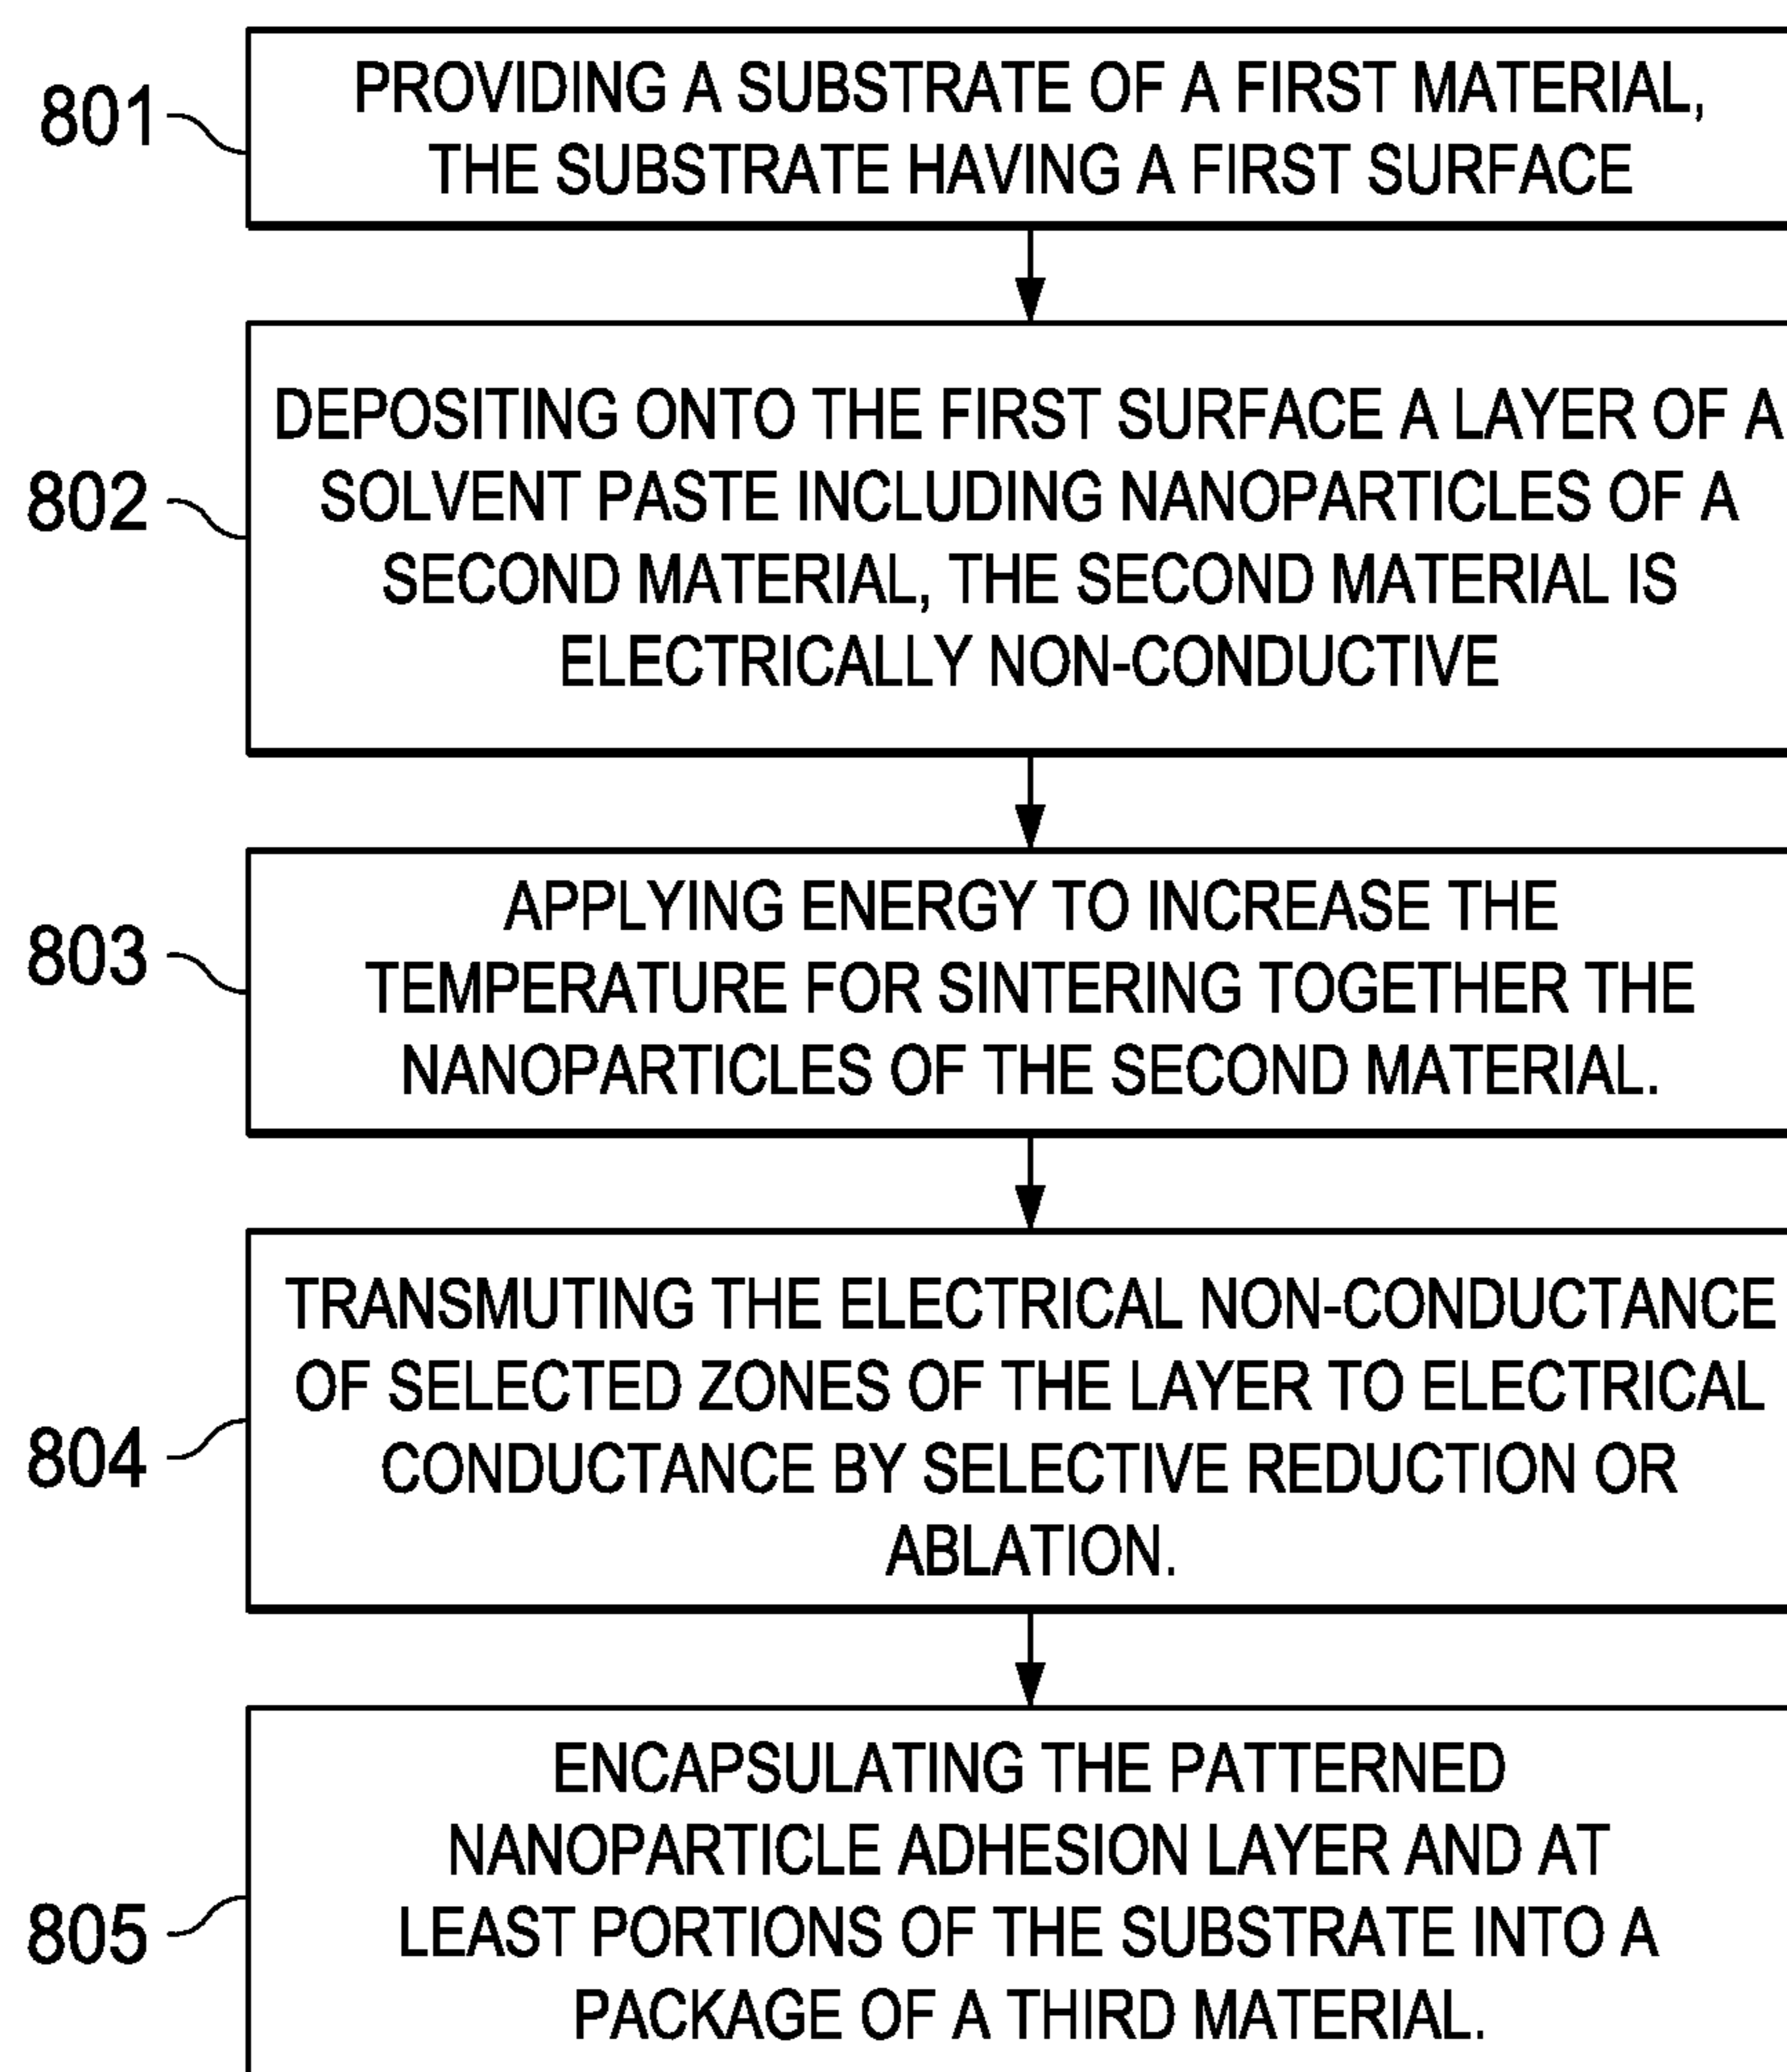 801
PROVIDING A SUBSTRATE OF A FIRST MATERIAL,
THE SUBSTRATE HAVING A FIRST SURFACE
802
DEPOSITING ONTO THE FIRST SURFACE A LAYER OF A
SOLVENT PASTE INCLUDING NANOPARTICLES OF A
SECOND MATERIAL, THE SECOND MATERIAL IS
ELECTRICALLY NON-CONDUCTIVE
803
APPLYING ENERGY TO INCREASE THE
TEMPERATURE FOR SINTERING TOGETHER THE
NANOPARTICLES OF THE SECOND MATERIAL.
804
TRANSMUTING THE ELECTRICAL NON-CONDUCTANCE
OF SELECTED ZONES OF THE LAYER TO ELECTRICAL
CONDUCTANCE BY SELECTIVE REDUCTION OR
ABLATION.
805
ENCAPSULATING THE PATTERNED
NANOPARTICLE ADHESION LAYER AND AT
LEAST PORTIONS OF THE SUBSTRATE INTO A
PACKAGE OF A THIRD MATERIAL.